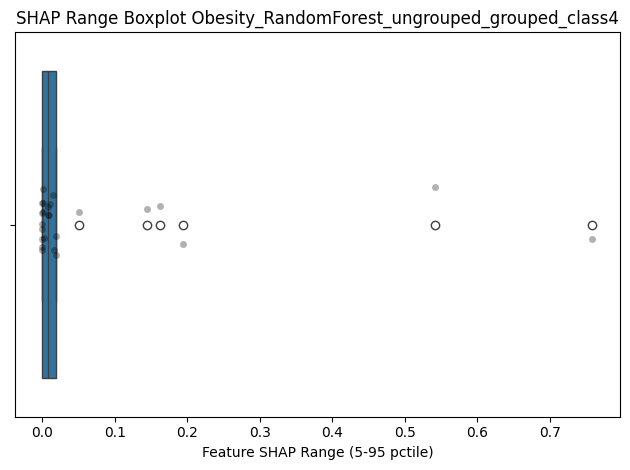 SHAP Range Boxplot Obesity_RandomForest_ungrouped_grouped_class4
0.0 0.1 0.2 0.3 0.4 0.5 0.6 0.7
Feature SHAP Range (5-95 pctile)